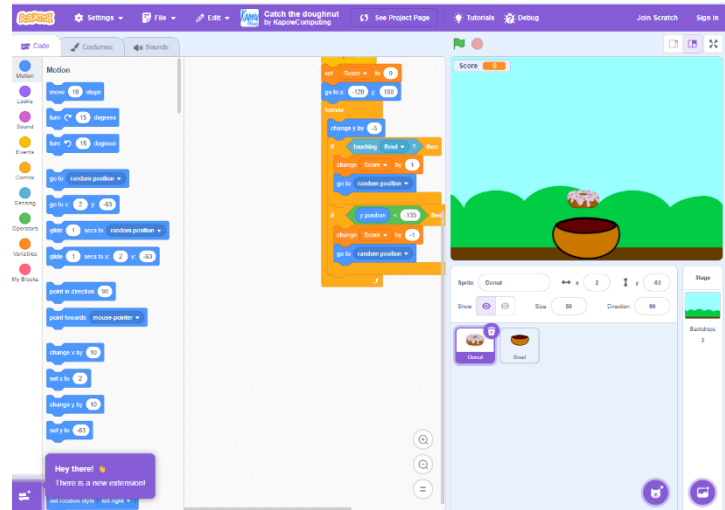 SCRATCH Settings File Edit Catch the doughnut by KapowComputing See Project Page Tutorials Debug Join Scratch Sign in
Code Costumes Sounds
Motion
Looks
Sound
Events
Control
Sensing
Operators
Variables
My Blocks
Motion
move 10 steps
turn 15 degrees
turn 15 degrees
go to random position
go to x: 2 y: -63
glide 1 secs to random position
glide 1 secs to x: 2 y: -63
point in direction 90
point towards mouse-pointer
change x by 10
set x to 2
change y by 10
set y to -63
Hey there!
There is a new extension!
set rotation style left-right
set Score to 0
go to x: -120 y: 180
forever
change y by -5
if touching Bowl ? then
change Score by 1
go to random position
if y position < -135 then
change Score by -1
go to random position
Score 0
Sprite Donut x 2 y -63
Show Size 60 Direction 90
Donut
Bowl
Stage
Backdrops
3